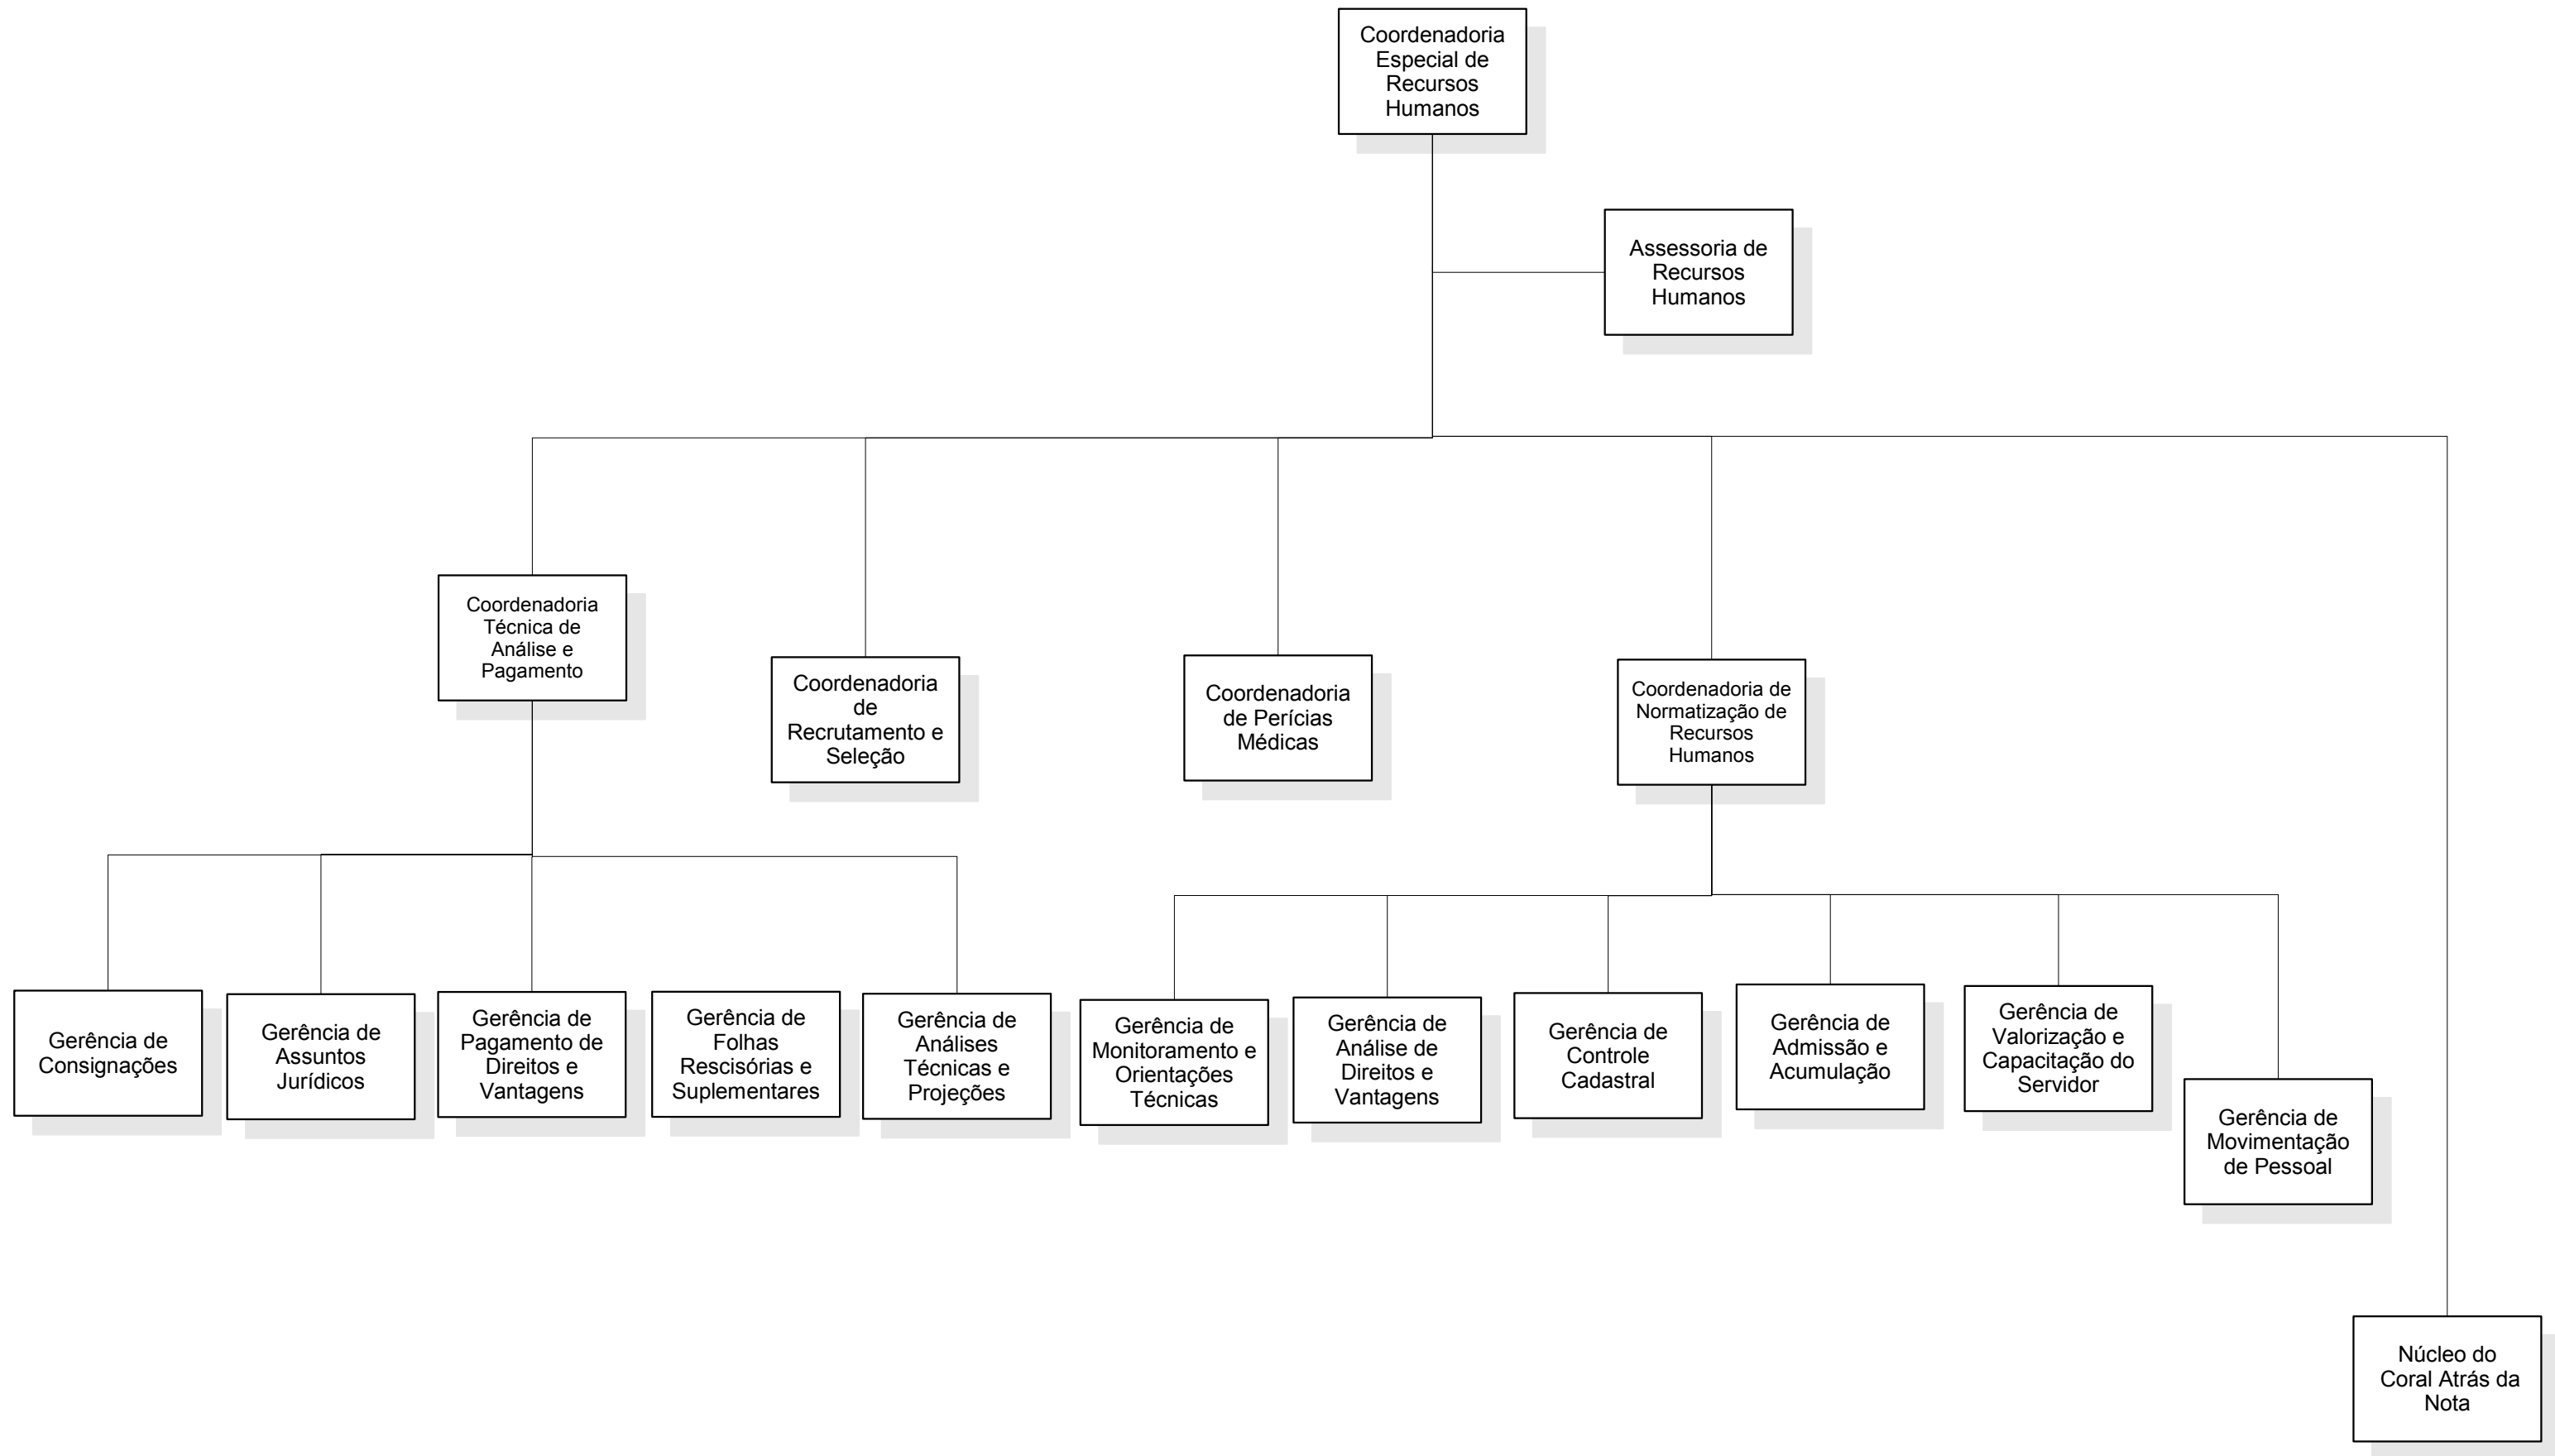 Coordenadoria
Especial de
Recursos
Humanos
Assessoria de
Recursos
Humanos
Coordenadoria
Técnica de
Análise e
Pagamento
Coordenadoria
de
Recrutamento e
Seleção
Coordenadoria
de Perícias
Médicas
Coordenadoria de
Normatização de
Recursos
Humanos
Gerência de
Consignações
Gerência de
Assuntos
Jurídicos
Gerência de
Pagamento de
Direitos e
Vantagens
Gerência de
Folhas
Rescisórias e
Suplementares
Gerência de
Análises
Técnicas e
Projeções
Gerência de
Monitoramento e
Orientações
Técnicas
Gerência de
Análise de
Direitos e
Vantagens
Gerência de
Controle
Cadastral
Gerência de
Admissão e
Acumulação
Gerência de
Valorização e
Capacitação do
Servidor
Gerência de
Movimentação
de Pessoal
Núcleo do
Coral Atrás da
Nota